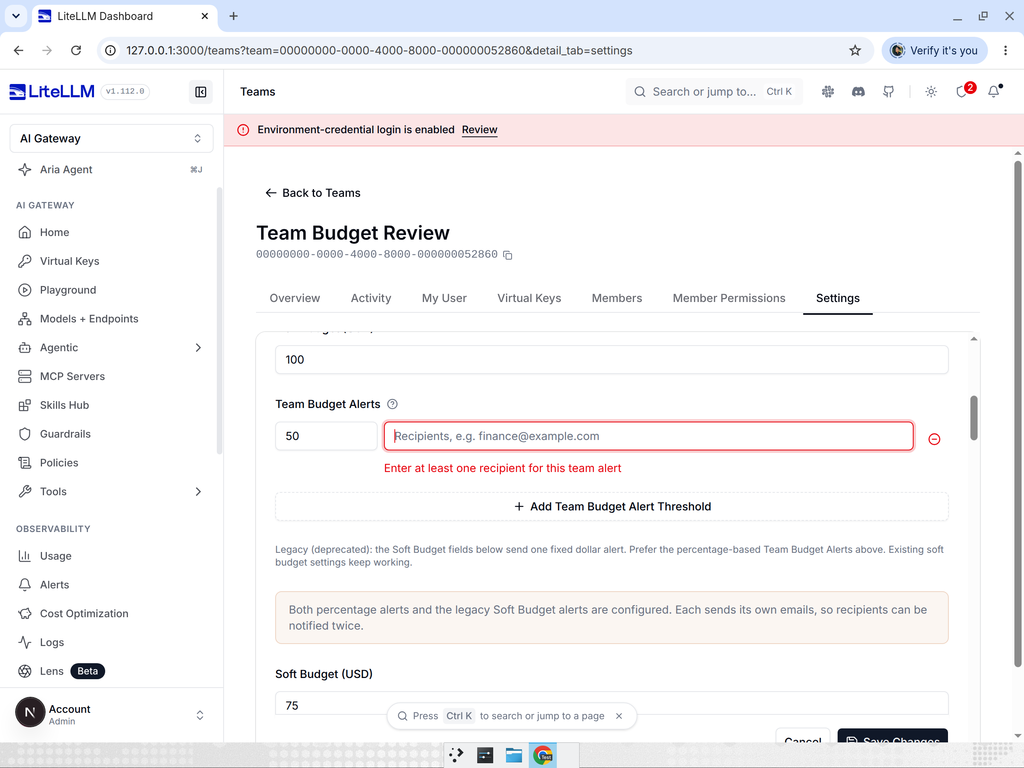 LiteLLM Dashboard
127.0.0.1:3000/teams?team=00000000-0000-4000-8000-000000052860&detail_tab=settings
Verify it's you
LiteLLM
v1.112.0
Teams
Search or jump to... Ctrl K
2
AI Gateway
Environment-credential login is enabled Review
Aria Agent ⌘J
AI GATEWAY
Home
Virtual Keys
Playground
Models + Endpoints
Agentic
MCP Servers
Skills Hub
Guardrails
Policies
Tools
OBSERVABILITY
Usage
Alerts
Cost Optimization
Logs
Lens Beta
N
Account
Admin
Back to Teams
Team Budget Review
00000000-0000-4000-8000-000000052860
Overview Activity My User Virtual Keys Members Member Permissions Settings
100
Team Budget Alerts
50 Recipients, e.g. finance@example.com
Enter at least one recipient for this team alert
+ Add Team Budget Alert Threshold
Legacy (deprecated): the Soft Budget fields below send one fixed dollar alert. Prefer the percentage-based Team Budget Alerts above. Existing soft
budget settings keep working.
Both percentage alerts and the legacy Soft Budget alerts are configured. Each sends its own emails, so recipients can be
notified twice.
Soft Budget (USD)
75
Press Ctrl K to search or jump to a page
Cancel Save Changes